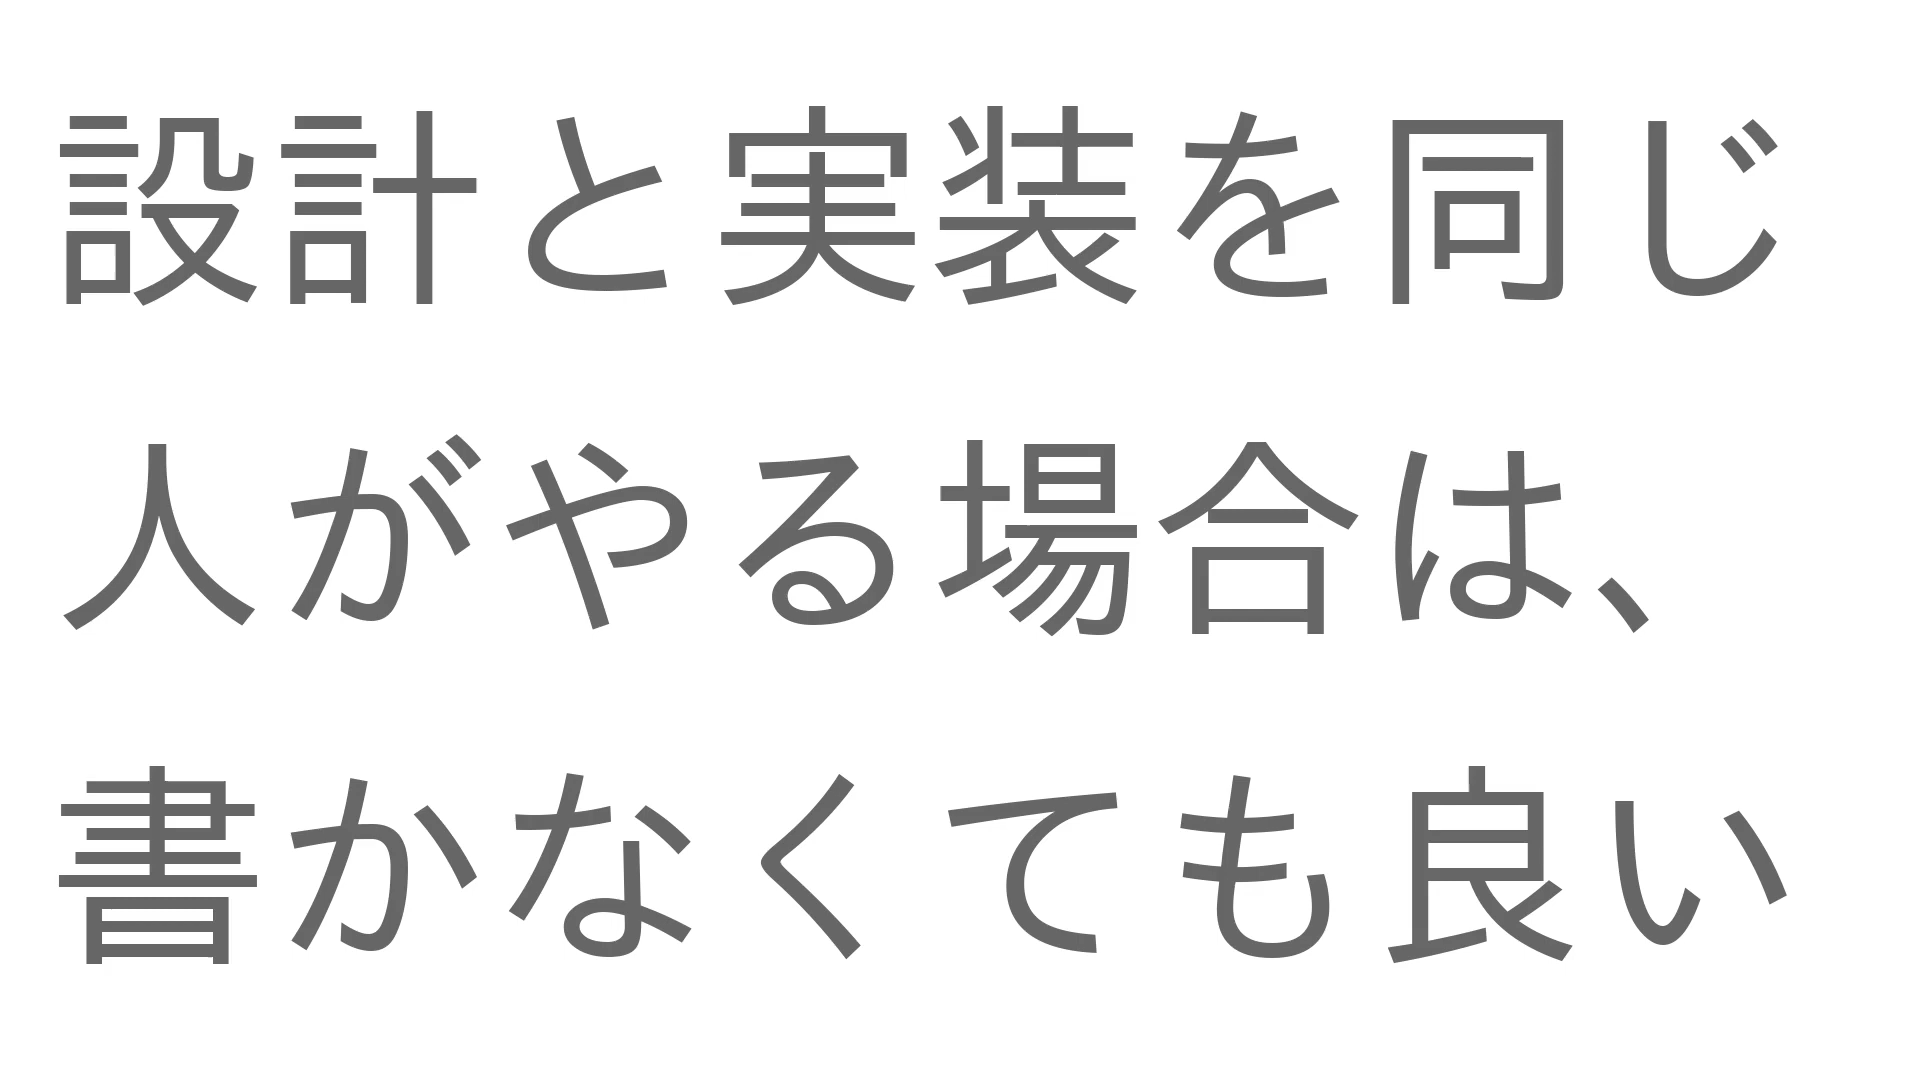 設計と実装を同じ
人がやる場合は、
書かなくても良い